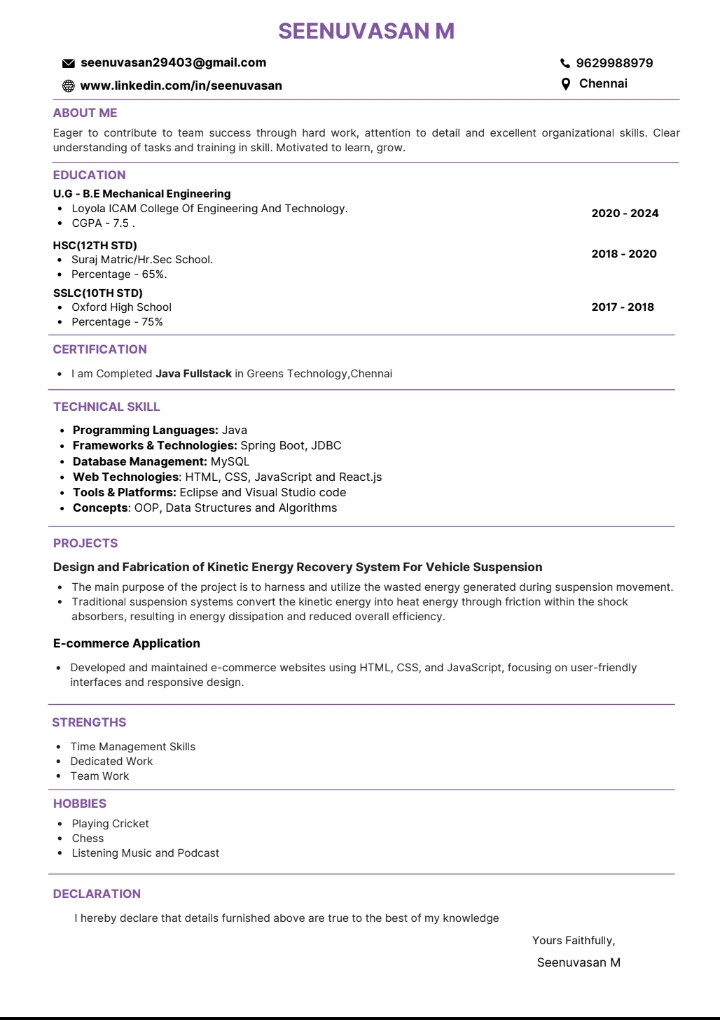 SEENUVASAN M
seenuvasan29403@gmail.com
9629988979
www.linkedin.com/in/seenuvasan
Chennai
ABOUT ME
Eager to contribute to team success through hard work, attention to detail and excellent organizational skills. Clear
understanding of tasks and training in skill. Motivated to learn, grow.
EDUCATION
U.G - B.E Mechanical Engineering
• Loyola ICAM College Of Engineering And Technology.
2020 - 2024
• CGPA - 7.5 .
HSC(12TH STD)
2018 - 2020
• Suraj Matric/Hr.Sec School.
• Percentage - 65%.
SSLC(10TH STD)
• Oxford High School
2017 - 2018
• Percentage - 75%
CERTIFICATION
• I am Completed Java Fullstack in Greens Technology,Chennai
TECHNICAL SKILL
• Programming Languages: Java
• Frameworks & Technologies: Spring Boot, JDBC
• Database Management: MySQL
• Web Technologies: HTML, CSS, JavaScript and React.js
• Tools & Platforms: Eclipse and Visual Studio code
• Concepts: OOP, Data Structures and Algorithms
PROJECTS
Design and Fabrication of Kinetic Energy Recovery System For Vehicle Suspension
• The main purpose of the project is to harness and utilize the wasted energy generated during suspension movement.
• Traditional suspension systems convert the kinetic energy into heat energy through friction within the shock
absorbers, resulting in energy dissipation and reduced overall efficiency.
E-commerce Application
• Developed and maintained e-commerce websites using HTML, CSS, and JavaScript, focusing on user-friendly
interfaces and responsive design.
STRENGTHS
• Time Management Skills
• Dedicated Work
• Team Work
HOBBIES
• Playing Cricket
• Chess
• Listening Music and Podcast
DECLARATION
I hereby declare that details furnished above are true to the best of my knowledge
Yours Faithfully,
Seenuvasan M